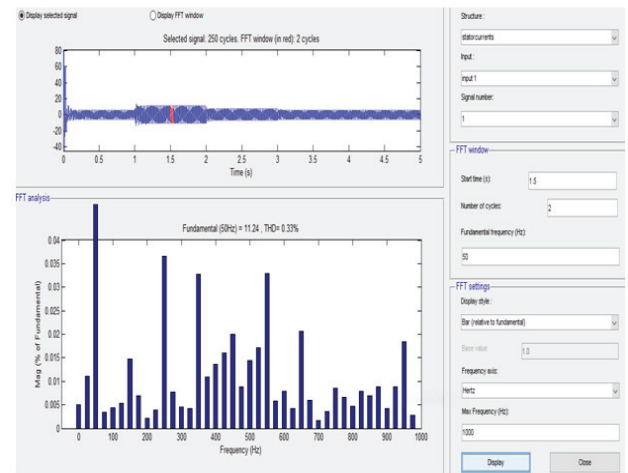 Display selected signal
Display FFT window
Selected signal: 250 cycles. FFT window (in red): 2 cycles
80
60
40
20
0
-20
-40
0 0.5 1 1.5 2 2.5 3 3.5 4 4.5 5
Time (s)
FFT analysis
Fundamental (50Hz) = 11.24 , THD= 0.33%
Mag (% of Fundamental)
0.04
0.035
0.03
0.025
0.02
0.015
0.01
0.005
0
0 100 200 300 400 500 600 700 800 900 1000
Frequency (Hz)
Structure :
statorcurrents
Input :
input 1
Signal number:
1
FFT window
Start time (s): 1.5
Number of cycles: 2
Fundamental frequency (Hz):
50
FFT settings
Display style :
Bar (relative to fundamental)
Base value: 1.0
Frequency axis:
Hertz
Max Frequency (Hz):
1000
Display
Close